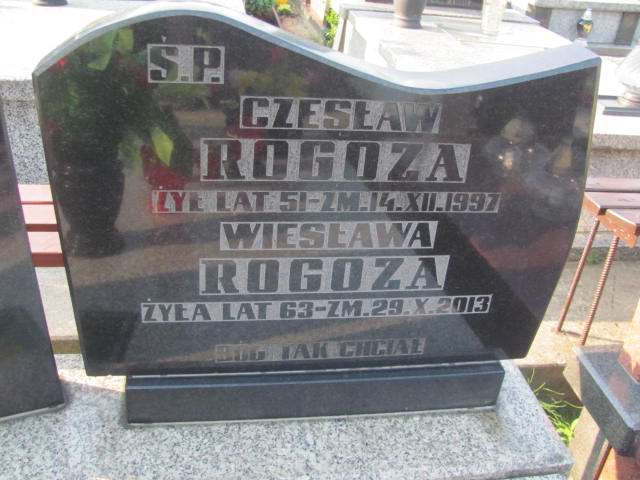 Ś.P.
CZESŁAW
ROGOZA
ŻYŁ LAT 51-ZM.14.XII.1997
WIESŁAWA
ROGOZA
ŻYŁA LAT 63-ZM.29.X.2013
BÓG TAK CHCIAŁ